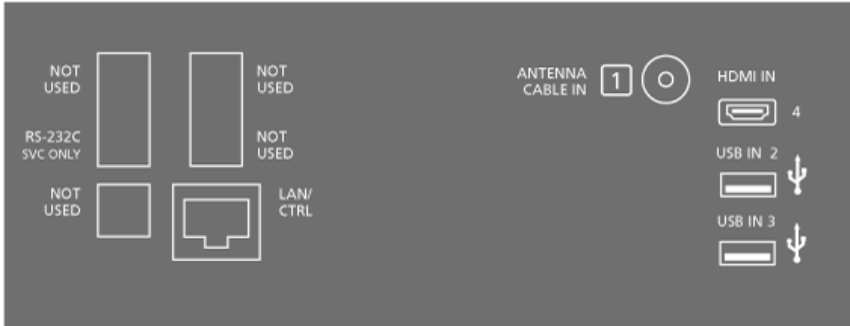 NOT
USED
NOT
USED
RS-232C
SVC ONLY
NOT
USED
NOT
USED
LAN/
CTRL
ANTENNA
CABLE IN
1
HDMI IN
4
USB IN 2
USB IN 3